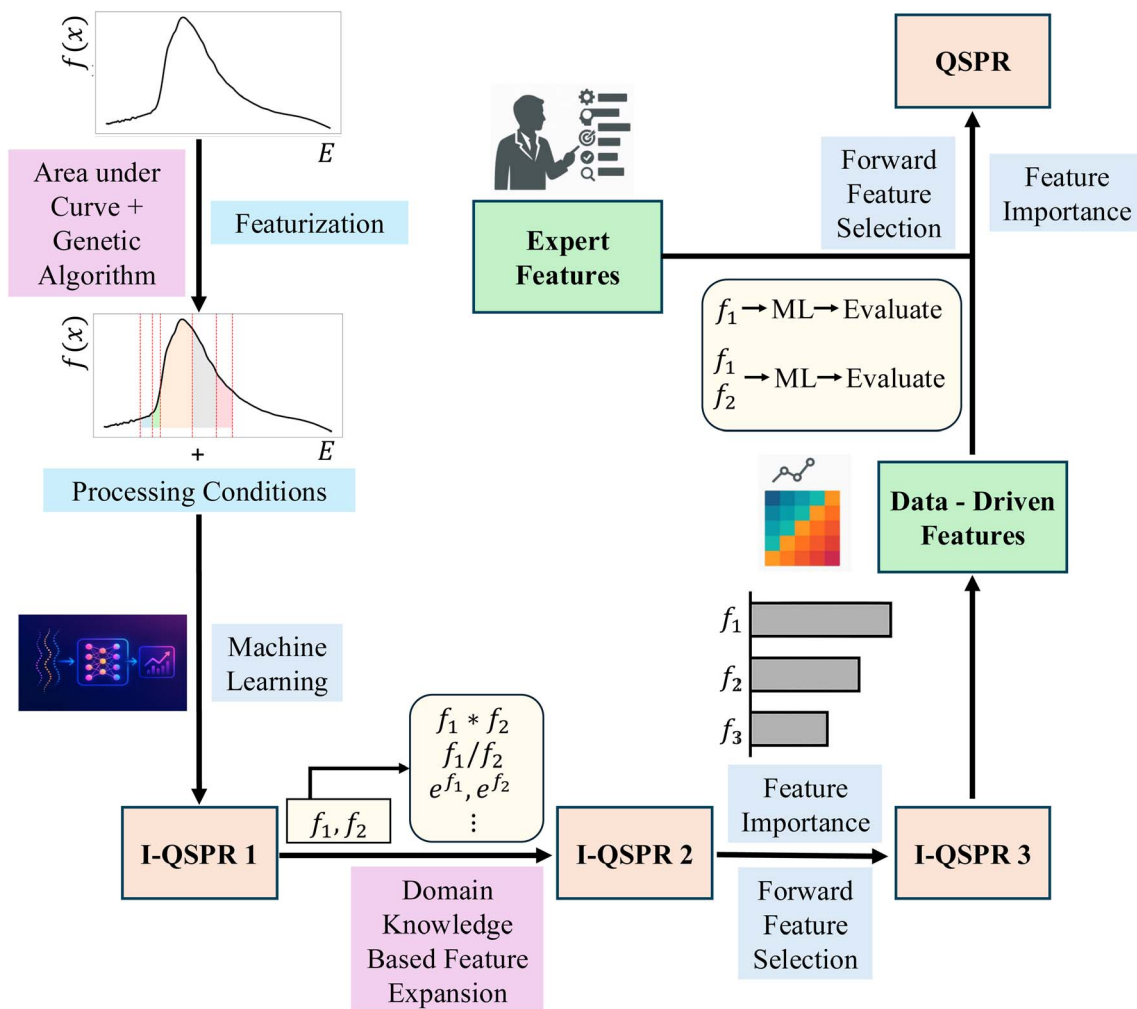 f(x)
E
Area under
Curve +
Genetic
Algorithm
Featurization
f(x)
E
+
Processing Conditions
Machine
Learning
I-QSPR 1
f₁, f₂
f₁ * f₂
f₁/f₂
e^{f₁}, e^{f₂}
⋮
Domain
Knowledge
Based Feature
Expansion
I-QSPR 2
f₁
f₂
f₃
Feature
Importance
Forward
Feature
Selection
I-QSPR 3
Data - Driven
Features
Expert
Features
f₁ → ML → Evaluate
f₁
f₂ → ML → Evaluate
Forward
Feature
Selection
Feature
Importance
QSPR